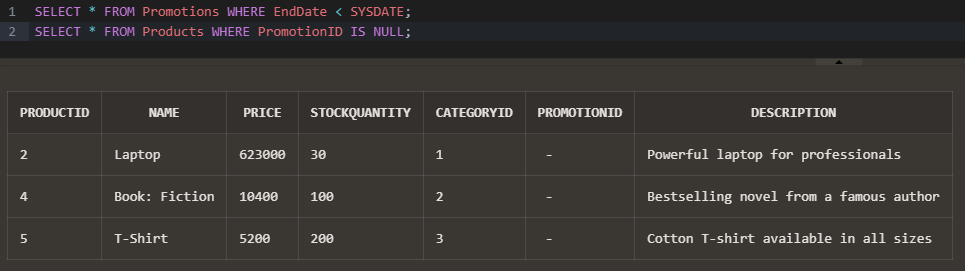 1 SELECT * FROM Promotions WHERE EndDate < SYSDATE;
2 SELECT * FROM Products WHERE PromotionID IS NULL;
PRODUCTID NAME PRICE STOCKQUANTITY CATEGORYID PROMOTIONID DESCRIPTION
2 Laptop 623000 30 1 - Powerful laptop for professionals
4 Book: Fiction 10400 100 2 - Bestselling novel from a famous author
5 T-Shirt 5200 200 3 - Cotton T-shirt available in all sizes